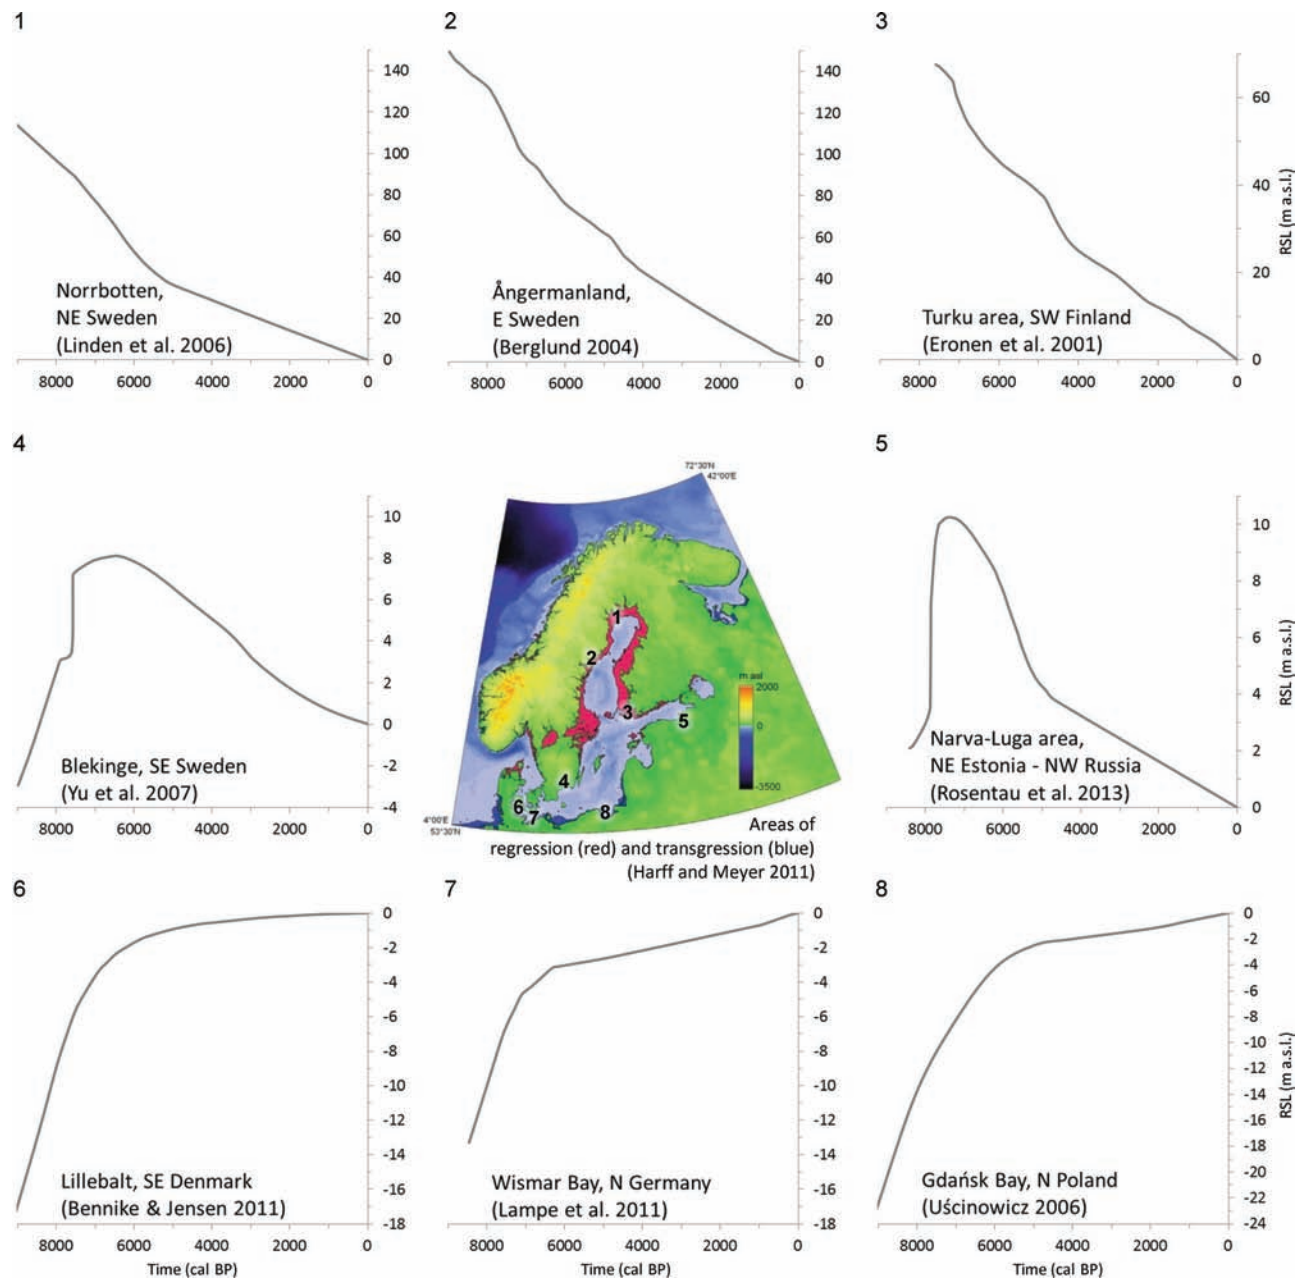 1
140
120
100
80
60
40
20
0
Norrbotten,
NE Sweden
(Linden et al. 2006)
8000 6000 4000 2000 0
2
140
120
100
80
60
40
20
0
Ångermanland,
E Sweden
(Berglund 2004)
8000 6000 4000 2000 0
3
60
40
20
0
RSL (m a.s.l.)
Turku area, SW Finland
(Eronen et al. 2001)
8000 6000 4000 2000 0
4
10
8
6
4
2
0
-2
-4
Blekinge, SE Sweden
(Yu et al. 2007)
8000 6000 4000 2000 0
72°30'N
42°00'E
1
2
3
4
5
6
7
8
m asl
2000
0
-3500
4°00'E
53°30'N
Areas of
regression (red) and transgression (blue)
(Harff and Meyer 2011)
5
10
8
6
4
2
0
RSL (m a.s.l.)
Narva-Luga area,
NE Estonia - NW Russia
(Rosentau et al. 2013)
8000 6000 4000 2000 0
6
0
-2
-4
-6
-8
-10
-12
-14
-16
-18
Lillebalt, SE Denmark
(Bennike & Jensen 2011)
8000 6000 4000 2000 0
Time (cal BP)
7
0
-2
-4
-6
-8
-10
-12
-14
-16
-18
Wismar Bay, N Germany
(Lampe et al. 2011)
8000 6000 4000 2000 0
Time (cal BP)
8
0
-2
-4
-6
-8
-10
-12
-14
-16
-18
-20
-22
-24
RSL (m a.s.l.)
Gdańsk Bay, N Poland
(Uścinowicz 2006)
8000 6000 4000 2000 0
Time (cal BP)